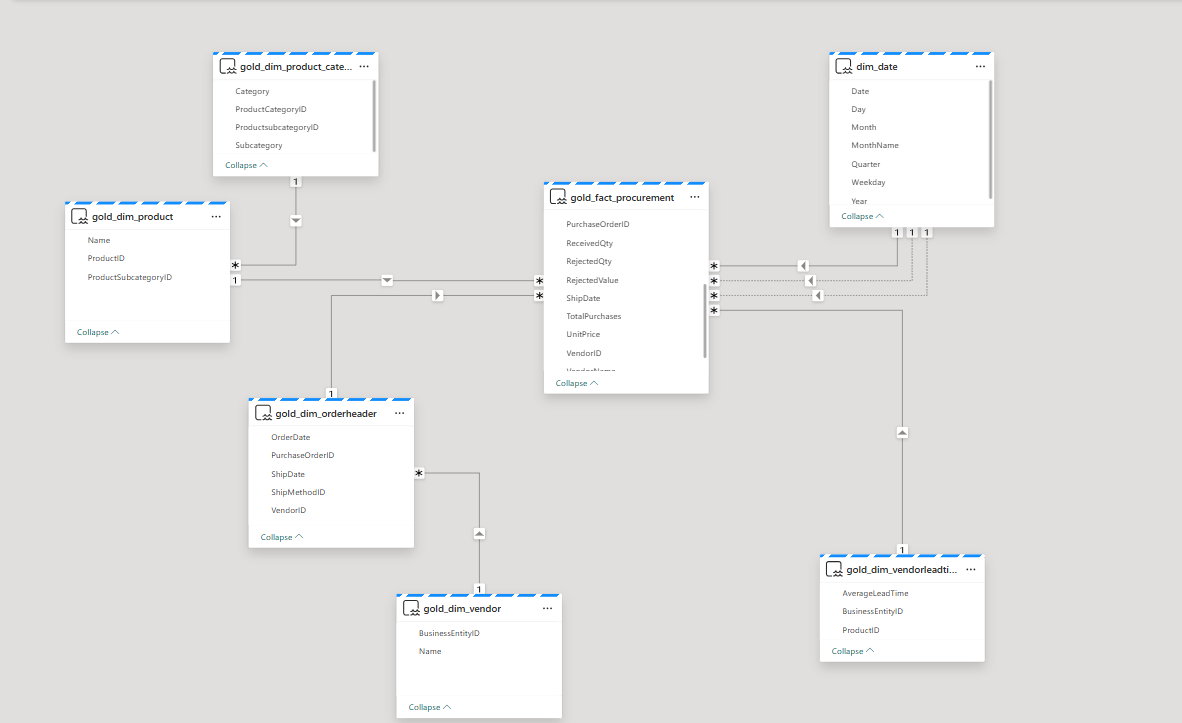 gold_dim_product_cate... ...
Category
ProductCategoryID
ProductsubcategoryID
Subcategory
Collapse
dim_date ...
Date
Day
Month
MonthName
Quarter
Weekday
Year
Collapse
gold_dim_product ...
Name
ProductID
ProductSubcategoryID
Collapse
gold_fact_procurement ...
PurchaseOrderID
ReceivedQty
RejectedQty
RejectedValue
ShipDate
TotalPurchases
UnitPrice
VendorID
Collapse
1
*
1
*
*
1
1 1 1
*
*
*
*
gold_dim_orderheader ...
OrderDate
PurchaseOrderID
ShipDate
ShipMethodID
VendorID
Collapse
*
1
gold_dim_vendor ...
BusinessEntityID
Name
Collapse
1
gold_dim_vendorleadti... ...
AverageLeadTime
BusinessEntityID
ProductID
Collapse